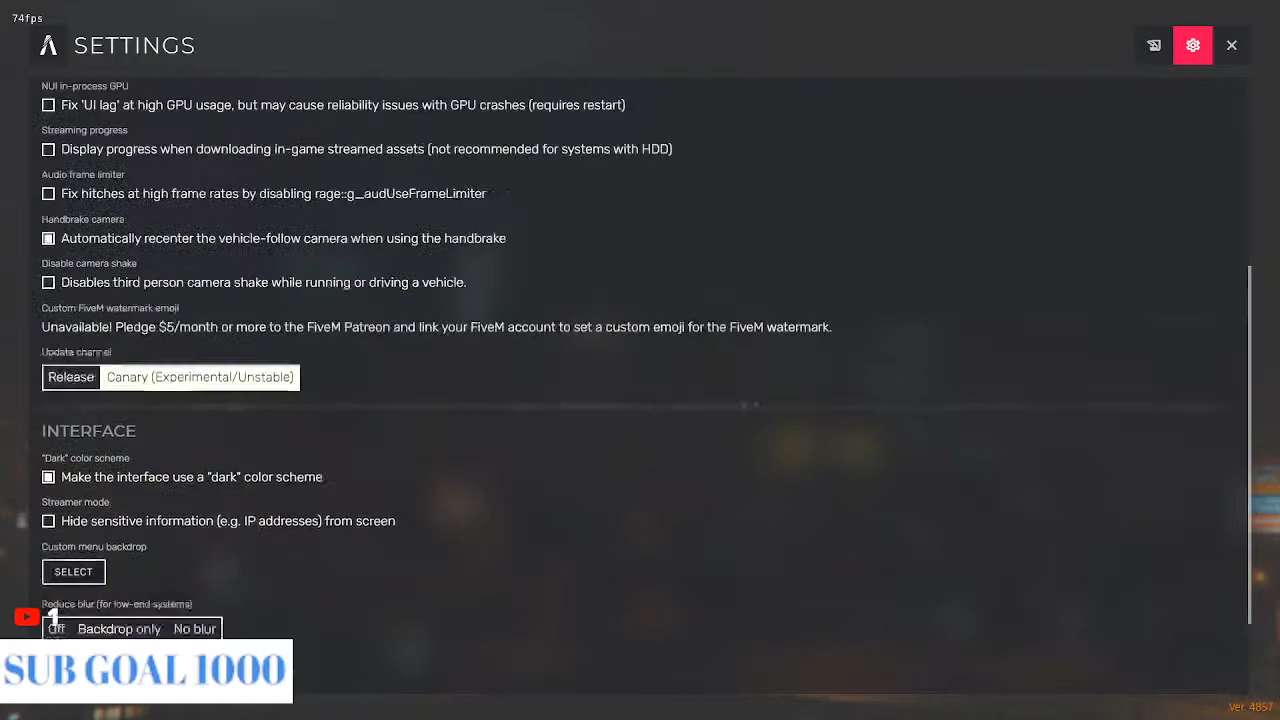 74fps
SETTINGS
NUI in-process GPU
Fix 'UI lag' at high GPU usage, but may cause reliability issues with GPU crashes (requires restart)
Streaming progress
Display progress when downloading in-game streamed assets (not recommended for systems with HDD)
Audio frame limiter
Fix hitches at high frame rates by disabling rage::g_audUseFrameLimiter
Handbrake camera
Automatically recenter the vehicle-follow camera when using the handbrake
Disable camera shake
Disables third person camera shake while running or driving a vehicle.
Custom FiveM watermark emoji
Unavailable! Pledge $5/month or more to the FiveM Patreon and link your FiveM account to set a custom emoji for the FiveM watermark.
Update channel
Release Canary (Experimental/Unstable)
INTERFACE
"Dark" color scheme
Make the interface use a "dark" color scheme
Streamer mode
Hide sensitive information (e.g. IP addresses) from screen
Custom menu backdrop
SELECT
Reduce blur (for low-end systems)
1
Off Backdrop only No blur
SUB GOAL 1000
Ver. 4857